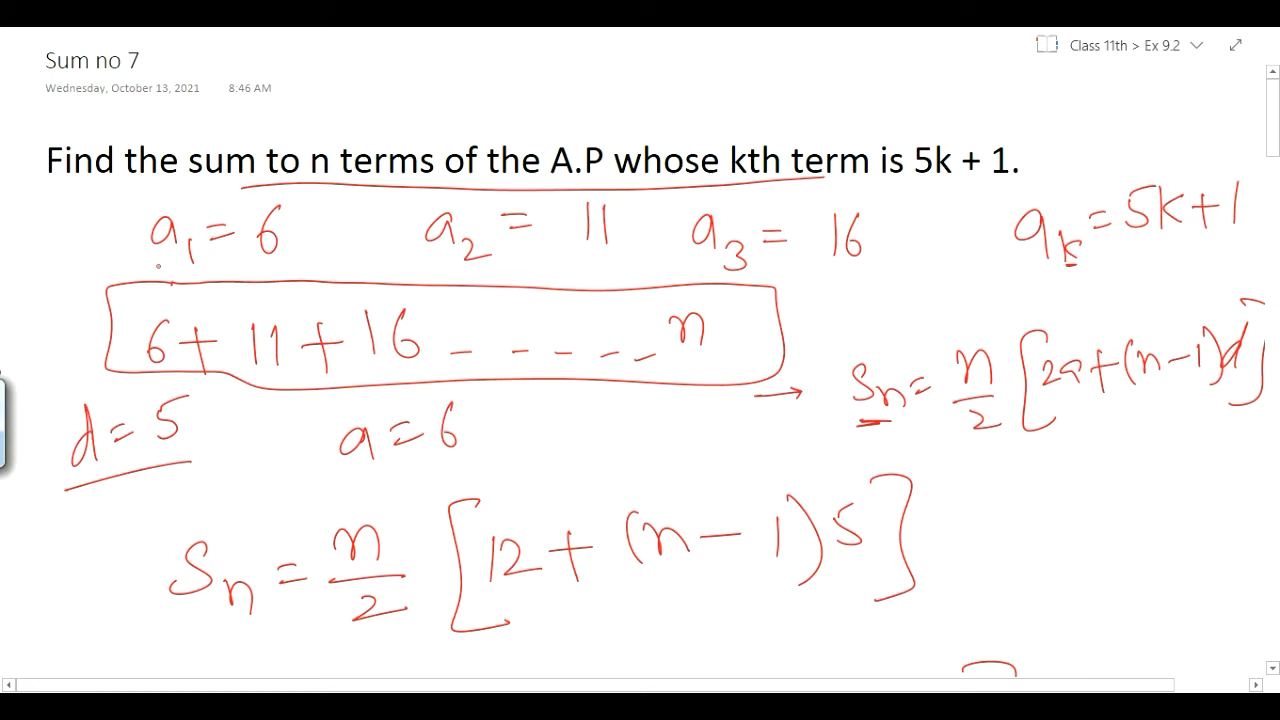 Sum no 7
Class 11th > Ex 9.2
Wednesday, October 13, 2021 8:46 AM
Find the sum to n terms of the A.P whose kth term is 5k + 1.
a₁ = 6 a₂ = 11 a₃ = 16 aₖ = 5k+1
6 + 11 + 16 - - - - - - n
→ Sₙ = n/2 [2a+(n-1)d]
d = 5 a = 6
Sₙ = n/2 [12 + (n - 1) 5]